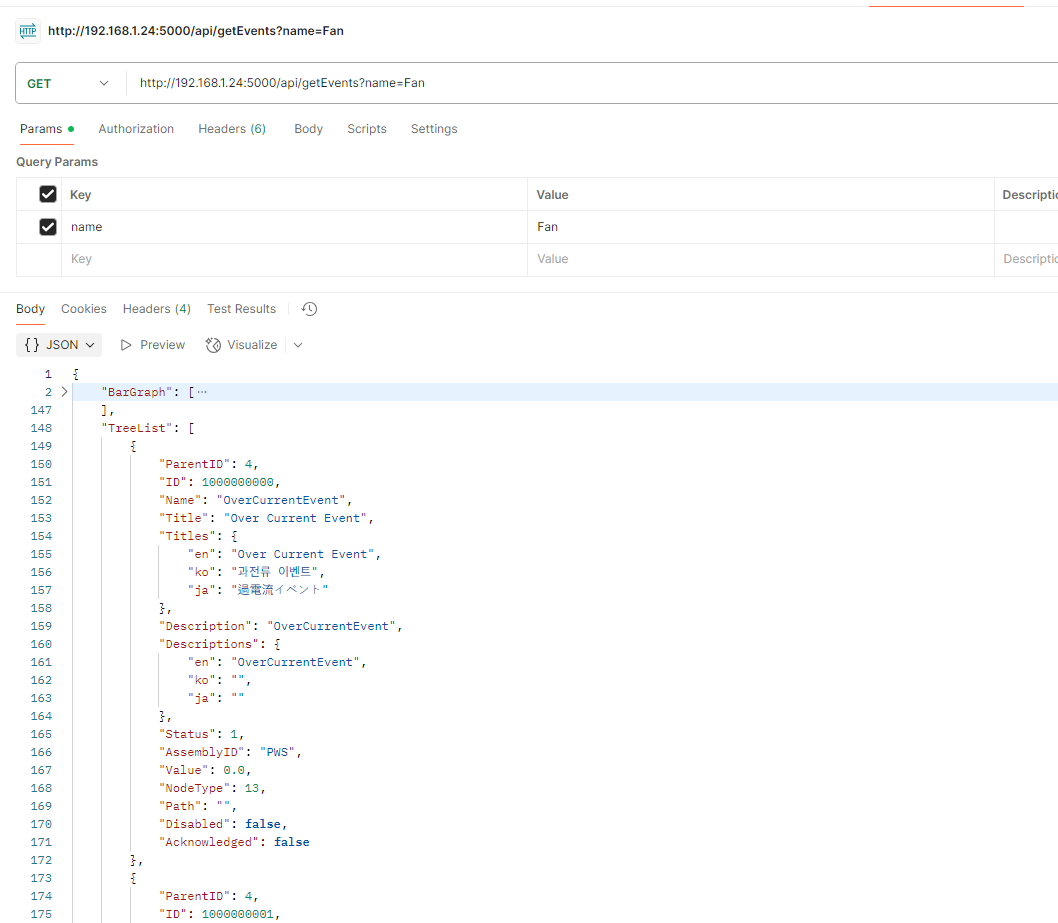 HTTP http://192.168.1.24:5000/api/getEvents?name=Fan
GET http://192.168.1.24:5000/api/getEvents?name=Fan
Params Authorization Headers (6) Body Scripts Settings
Query Params
Key Value Descriptio
name Fan
Key Value Descriptio
Body Cookies Headers (4) Test Results
{} JSON Preview Visualize
1 {
2 "BarGraph": [ ...
147 ],
148 "TreeList": [
149 {
150 "ParentID": 4,
151 "ID": 1000000000,
152 "Name": "OverCurrentEvent",
153 "Title": "Over Current Event",
154 "Titles": {
155 "en": "Over Current Event",
156 "ko": "과전류 이벤트",
157 "ja": "過電流イベント"
158 },
159 "Description": "OverCurrentEvent",
160 "Descriptions": {
161 "en": "OverCurrentEvent",
162 "ko": "",
163 "ja": ""
164 },
165 "Status": 1,
166 "AssemblyID": "PWS",
167 "Value": 0.0,
168 "NodeType": 13,
169 "Path": "",
170 "Disabled": false,
171 "Acknowledged": false
172 },
173 {
174 "ParentID": 4,
175 "ID": 1000000001,